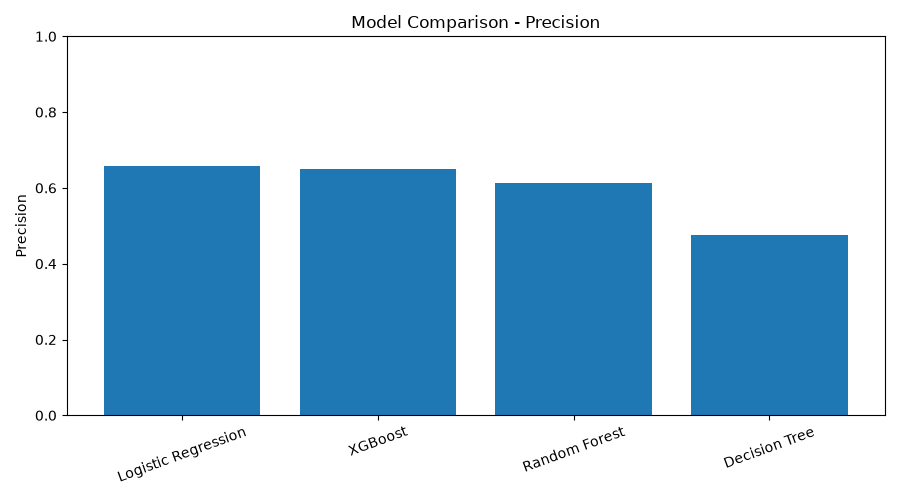 Model Comparison - Precision
1.0
0.8
0.6
0.4
0.2
0.0
Precision
Logistic Regression
XGBoost
Random Forest
Decision Tree